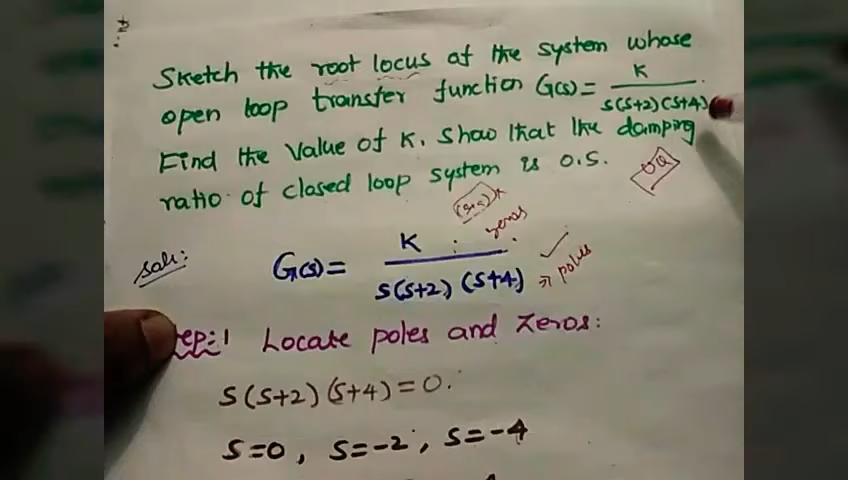 Sketch the root locus of the system whose
open loop transfer function G(s)= K / s(s+2)(s+4)
Find the value of K. Show that the damping
ratio of closed loop system is 0.5.
(s+a)x
zeros
Soln:
G(s)= K / s(s+2)(s+4) ⇒ poles
ep:1 Locate poles and zeros:
s(s+2)(s+4)=0.
s=0, s=-2, s=-4